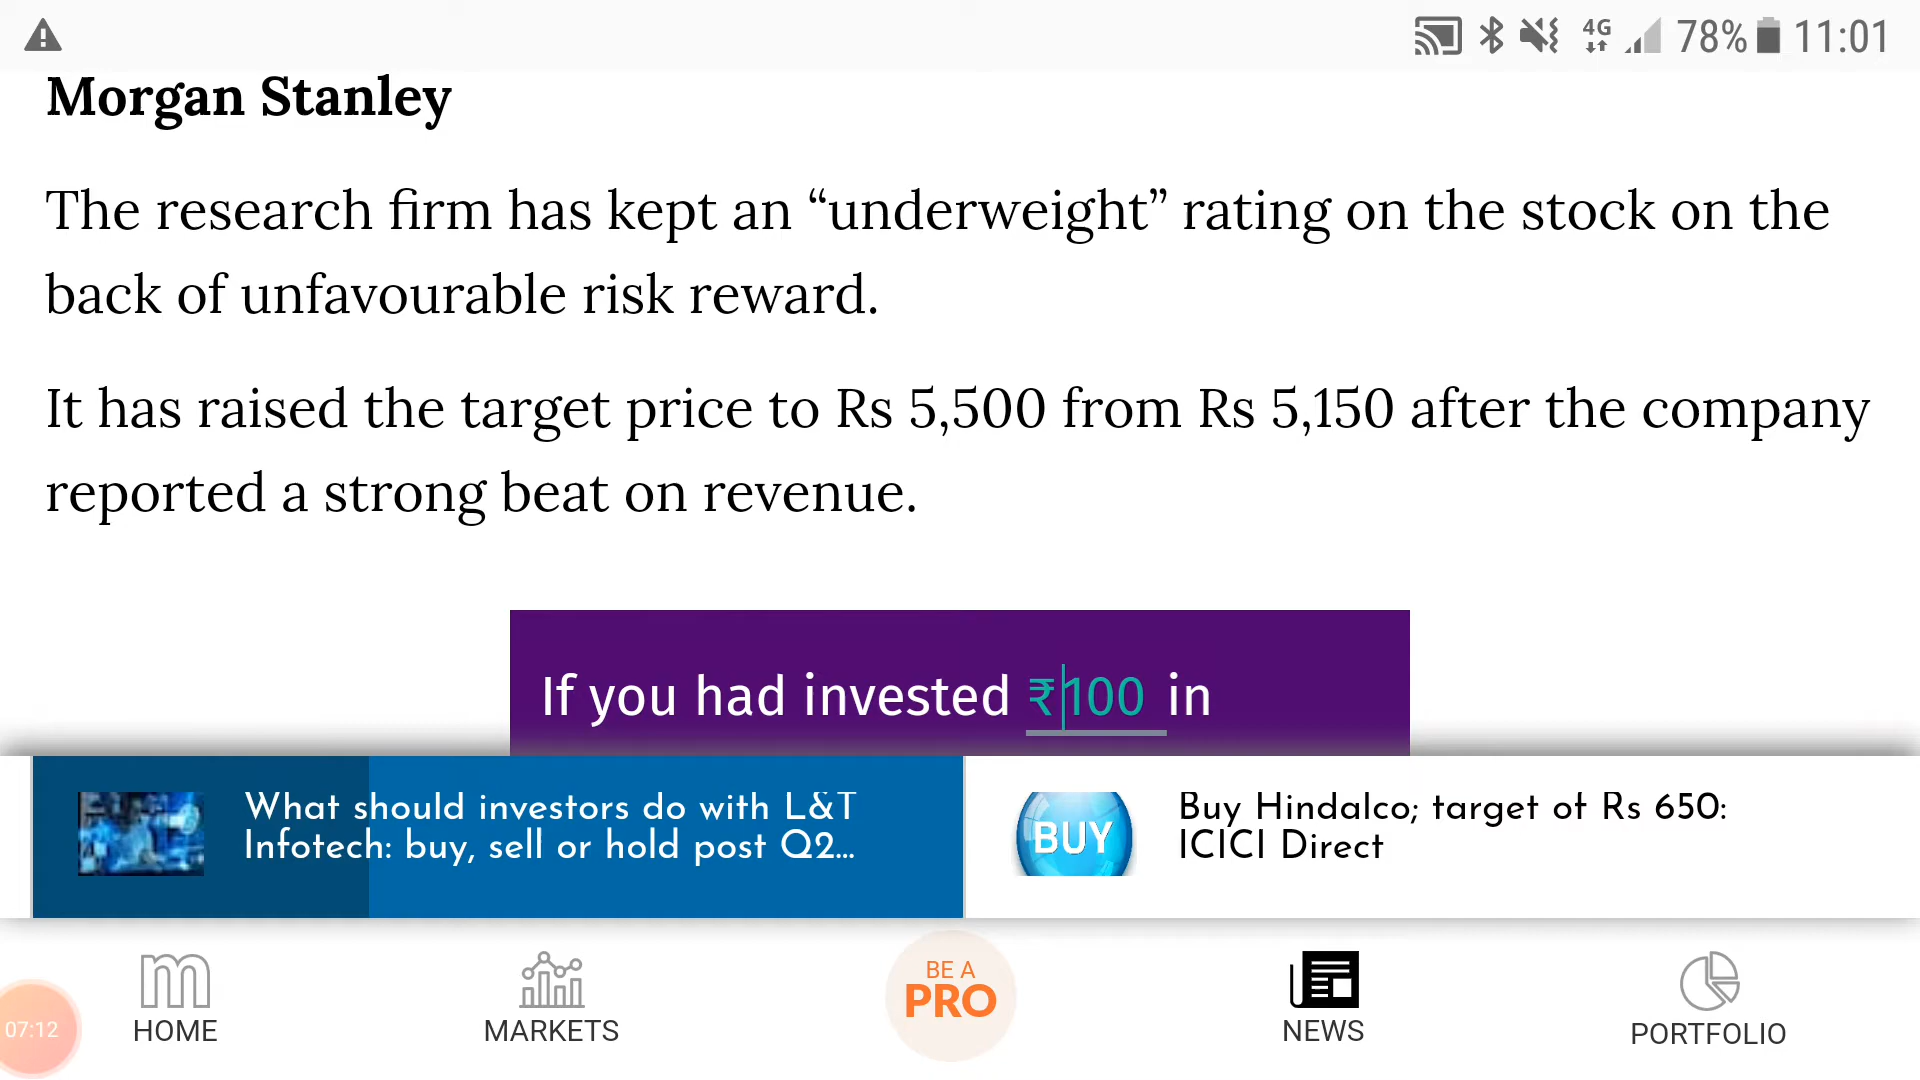 4G 78% 11:01
Morgan Stanley
The research firm has kept an “underweight” rating on the stock on the
back of unfavourable risk reward.
It has raised the target price to Rs 5,500 from Rs 5,150 after the company
reported a strong beat on revenue.
If you had invested ₹100 in
What should investors do with L&T
Infotech: buy, sell or hold post Q2...
BUY
Buy Hindalco; target of Rs 650:
ICICI Direct
07:12
m
HOME
MARKETS
BE A
PRO
NEWS
PORTFOLIO